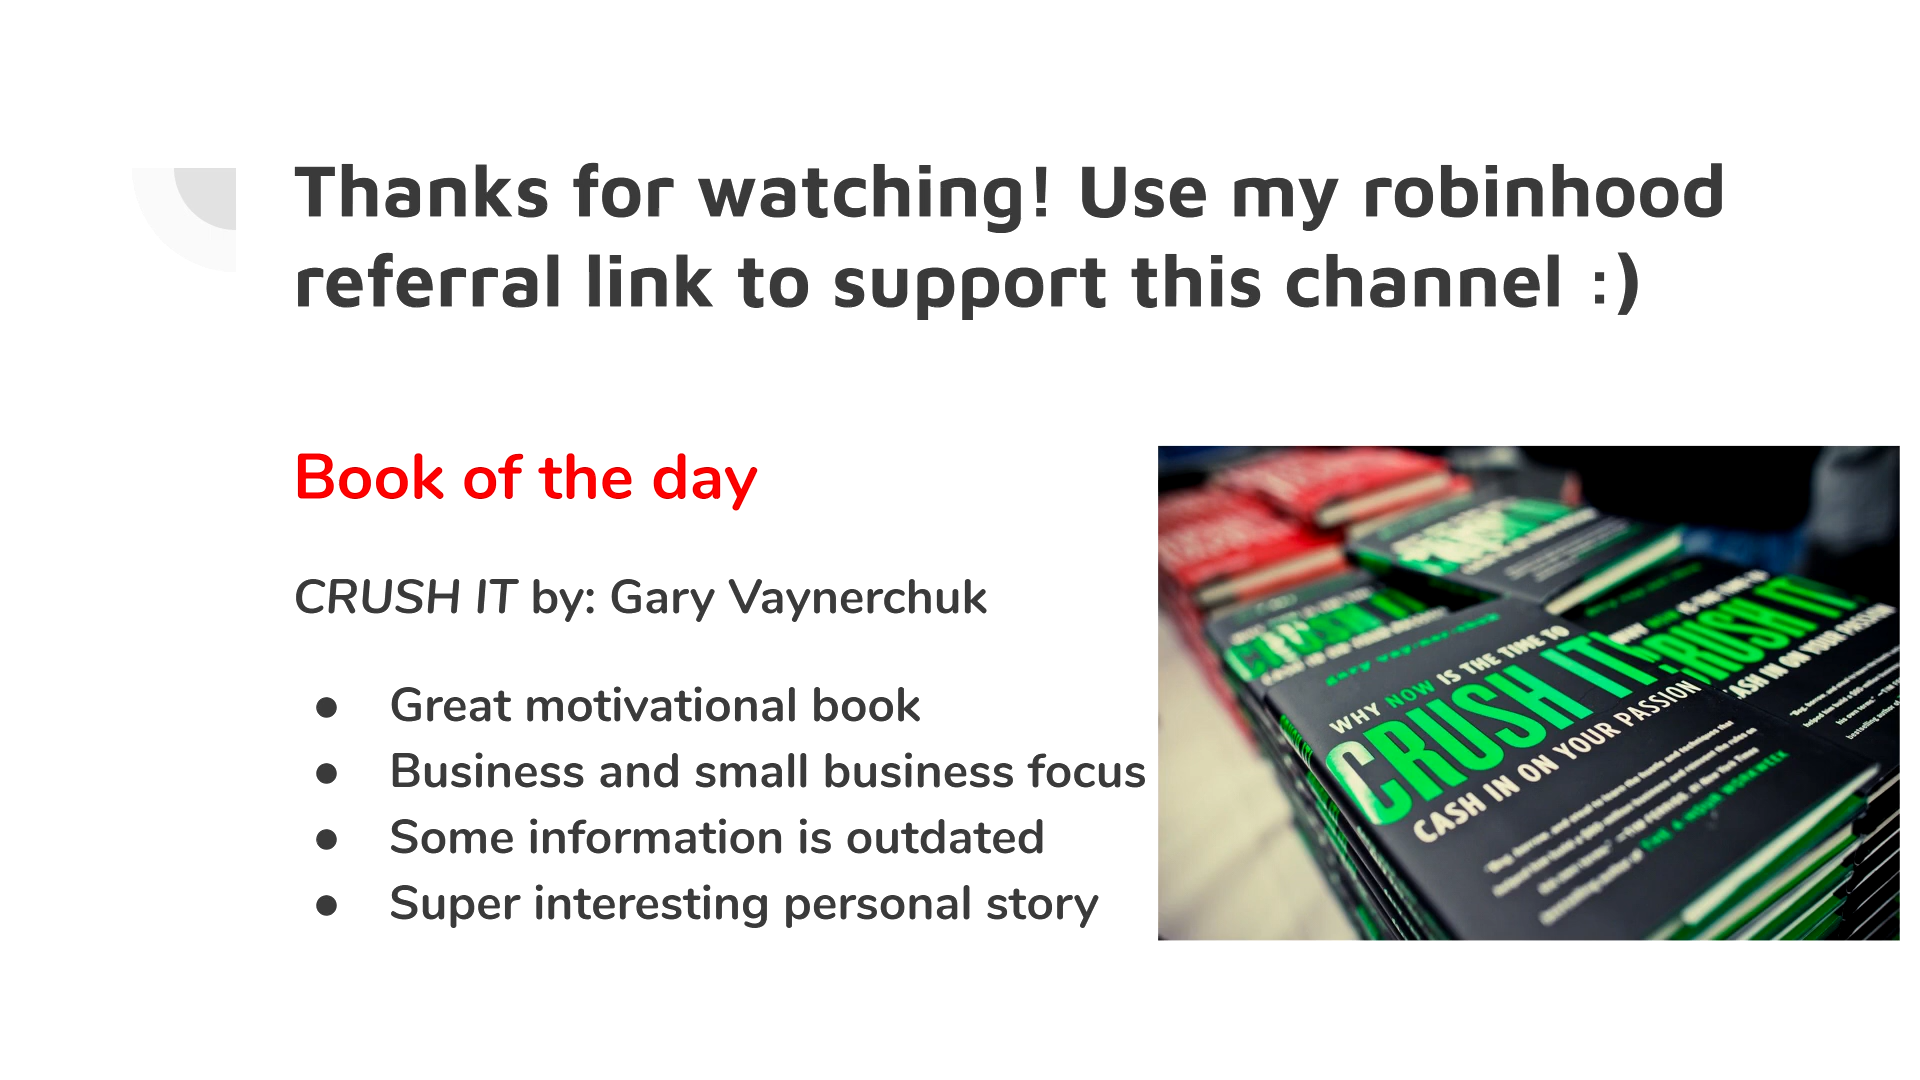 Thanks for watching! Use my robinhood
referral link to support this channel :)
Book of the day
CRUSH IT by: Gary Vaynerchuk
● Great motivational book
● Business and small business focus
● Some information is outdated
● Super interesting personal story
WHY NOW IS THE TIME TO
CRUSH IT!
CASH IN ON YOUR PASSION
CRUSH IT
CASH IN ON YOUR PASSION